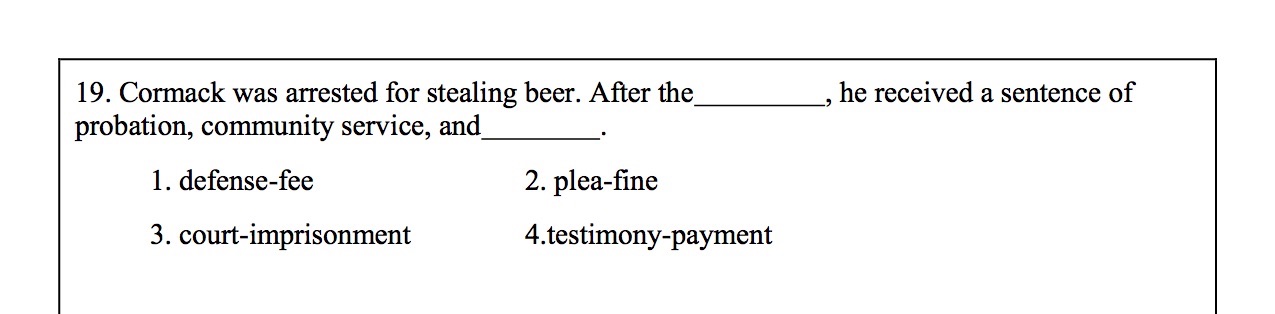 19. Cormack was arrested for stealing beer. After the_________, he received a sentence of
probation, community service, and________.
1. defense-fee
2. plea-fine
3. court-imprisonment
4.testimony-payment